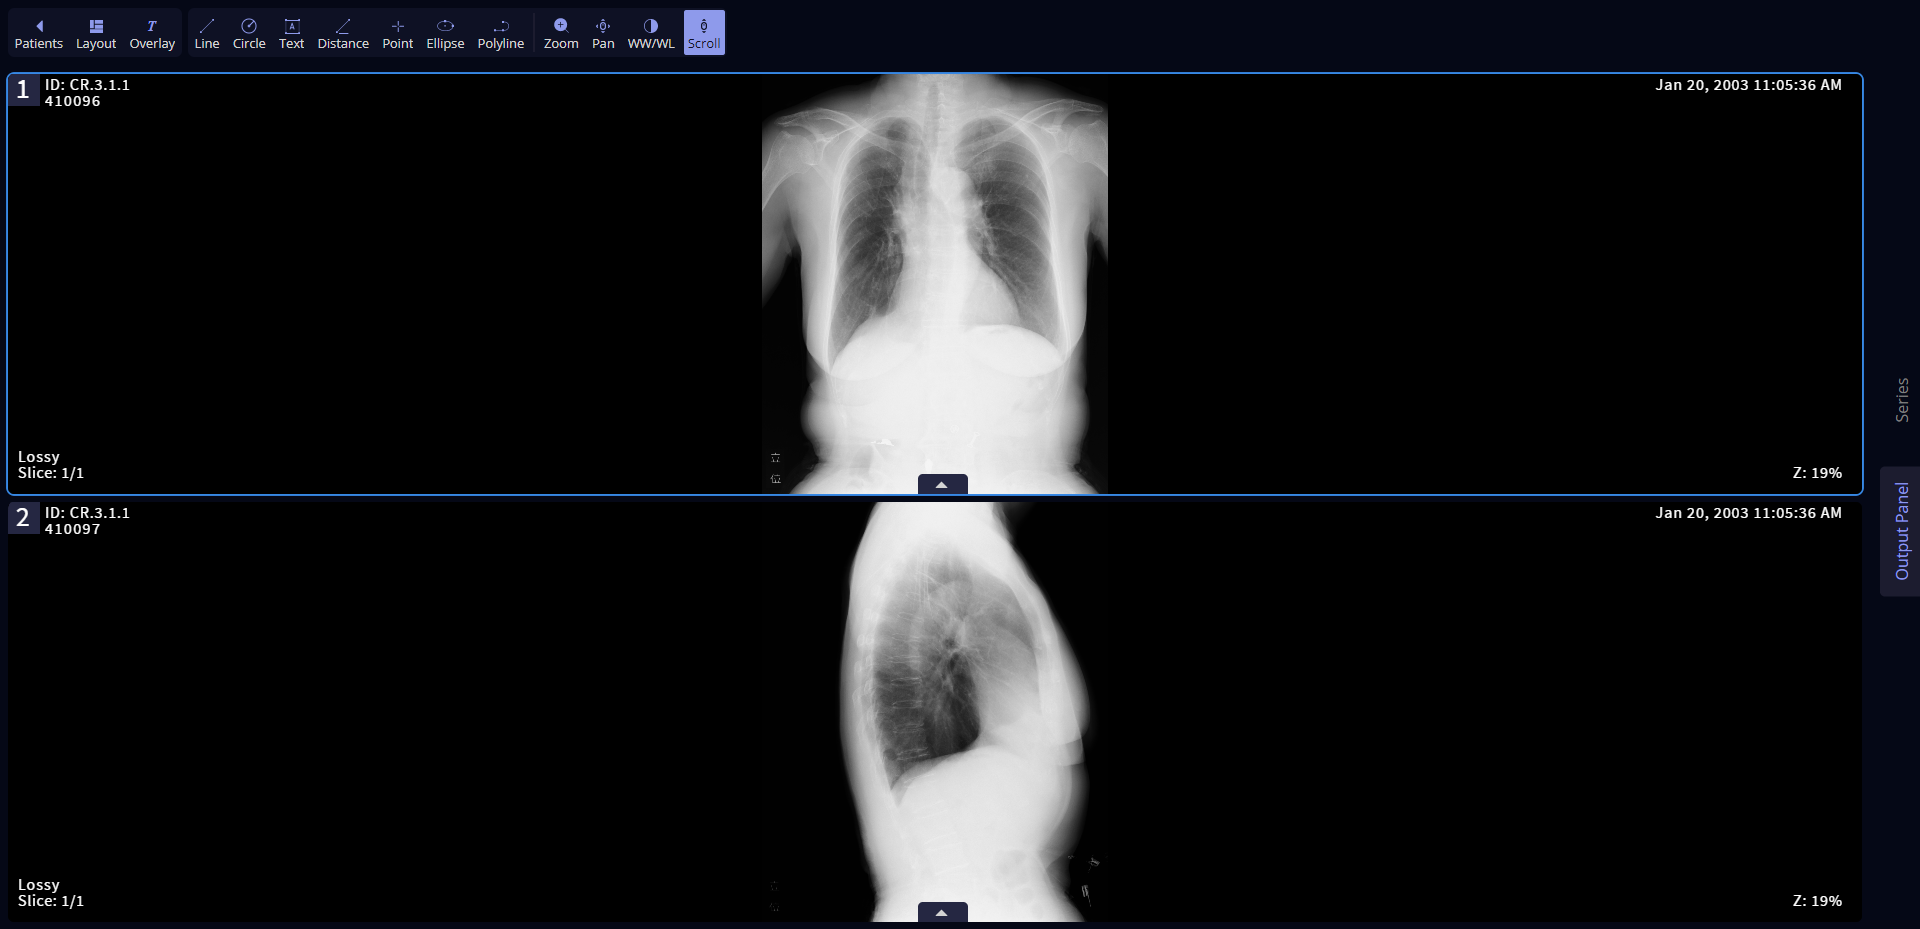 Patients Layout Overlay Line Circle Text Distance Point Ellipse Polyline Zoom Pan WW/WL Scroll
1 ID: CR.3.1.1
410096
Jan 20, 2003 11:05:36 AM
Lossy
Slice: 1/1
Z: 19%
2 ID: CR.3.1.1
410097
Jan 20, 2003 11:05:36 AM
Lossy
Slice: 1/1
Z: 19%
Series
Output Panel